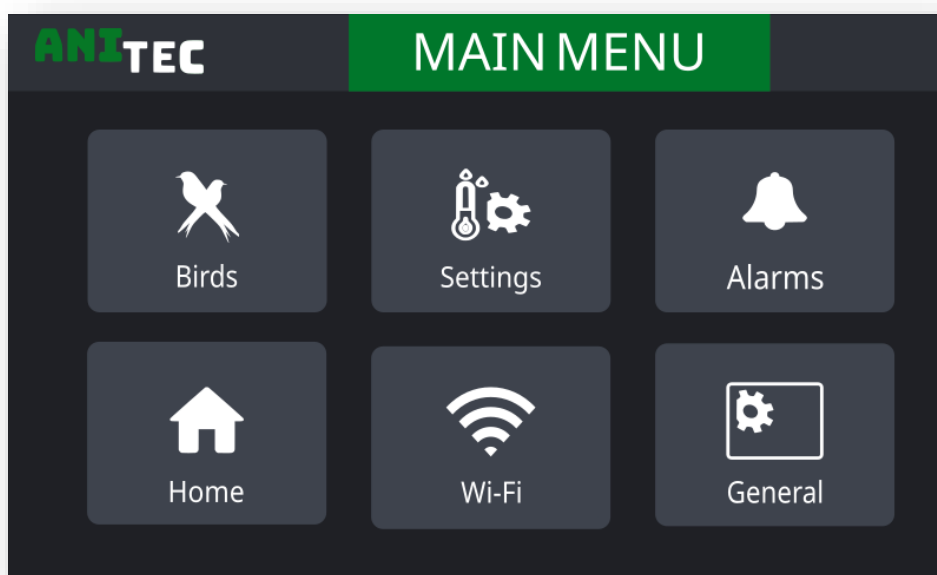 ANITEC
MAIN MENU
Birds
Settings
Alarms
Home
Wi-Fi
General